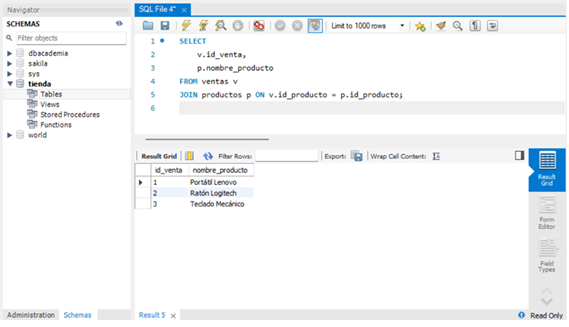 Navigator
SCHEMAS
Filter objects
dbacademia
sakila
sys
tienda
Tables
Views
Stored Procedures
Functions
world
Administration Schemas
SQL File 4*
Limit to 1000 rows
1 SELECT
2 v.id_venta,
3 p.nombre_producto
4 FROM ventas v
5 JOIN productos p ON v.id_producto = p.id_producto;
6
Result Grid Filter Rows: Export: Wrap Cell Content:
id_venta nombre_producto
1 Portátil Lenovo
2 Ratón Logitech
3 Teclado Mecánico
Result Grid
Form Editor
Field Types
Result 5
Read Only